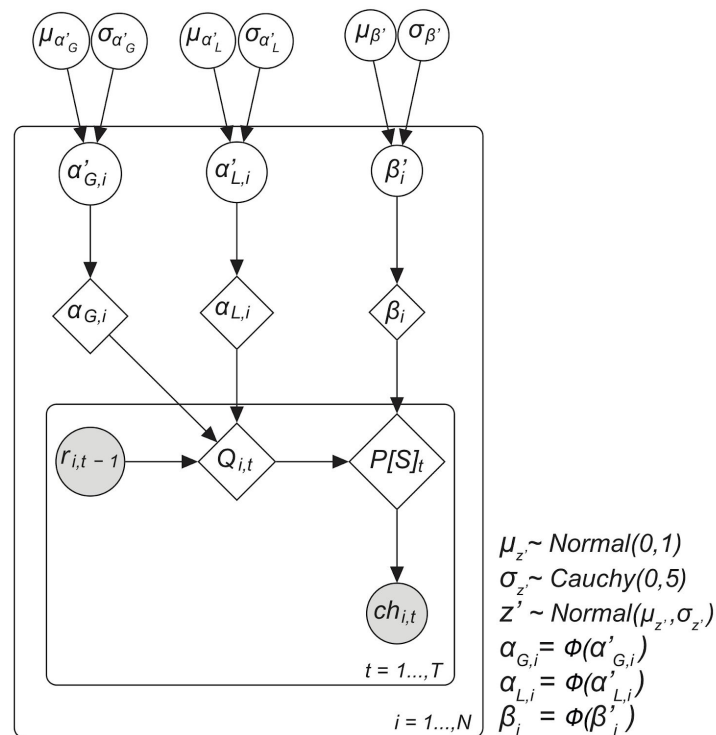 μα'G σα'G μα'L σα'L μβ' σβ'
α'G,i α'L,i β'i
αG,i αL,i βi
ri,t − 1 Qi,t P[S]t
chi,t
t = 1...,T
i = 1...,N
μz' ~ Normal(0,1)
σz' ~ Cauchy(0,5)
z' ~ Normal(μz',σz')
αG,i = Φ(α'G,i)
αL,i = Φ(α'L,i)
βi = Φ(β'i)